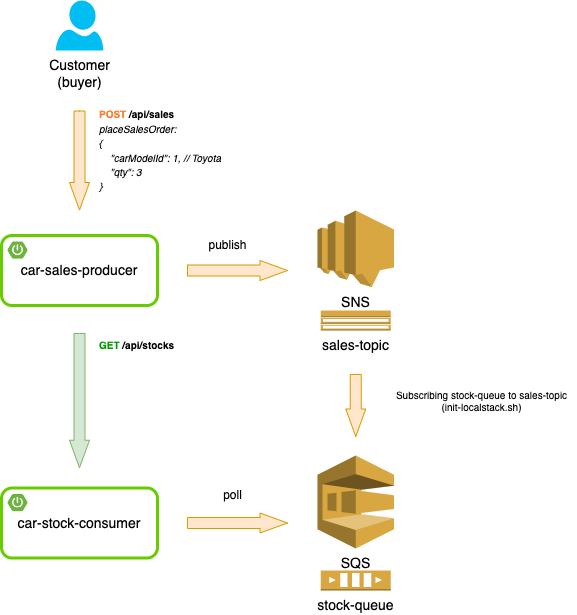 Customer
(buyer)
POST /api/sales
placeSalesOrder:
{
"carModelId": 1, // Toyota
"qty": 3
}
car-sales-producer
publish
SNS
sales-topic
GET /api/stocks
Subscribing stock-queue to sales-topic
(init-localstack.sh)
car-stock-consumer
poll
SQS
stock-queue